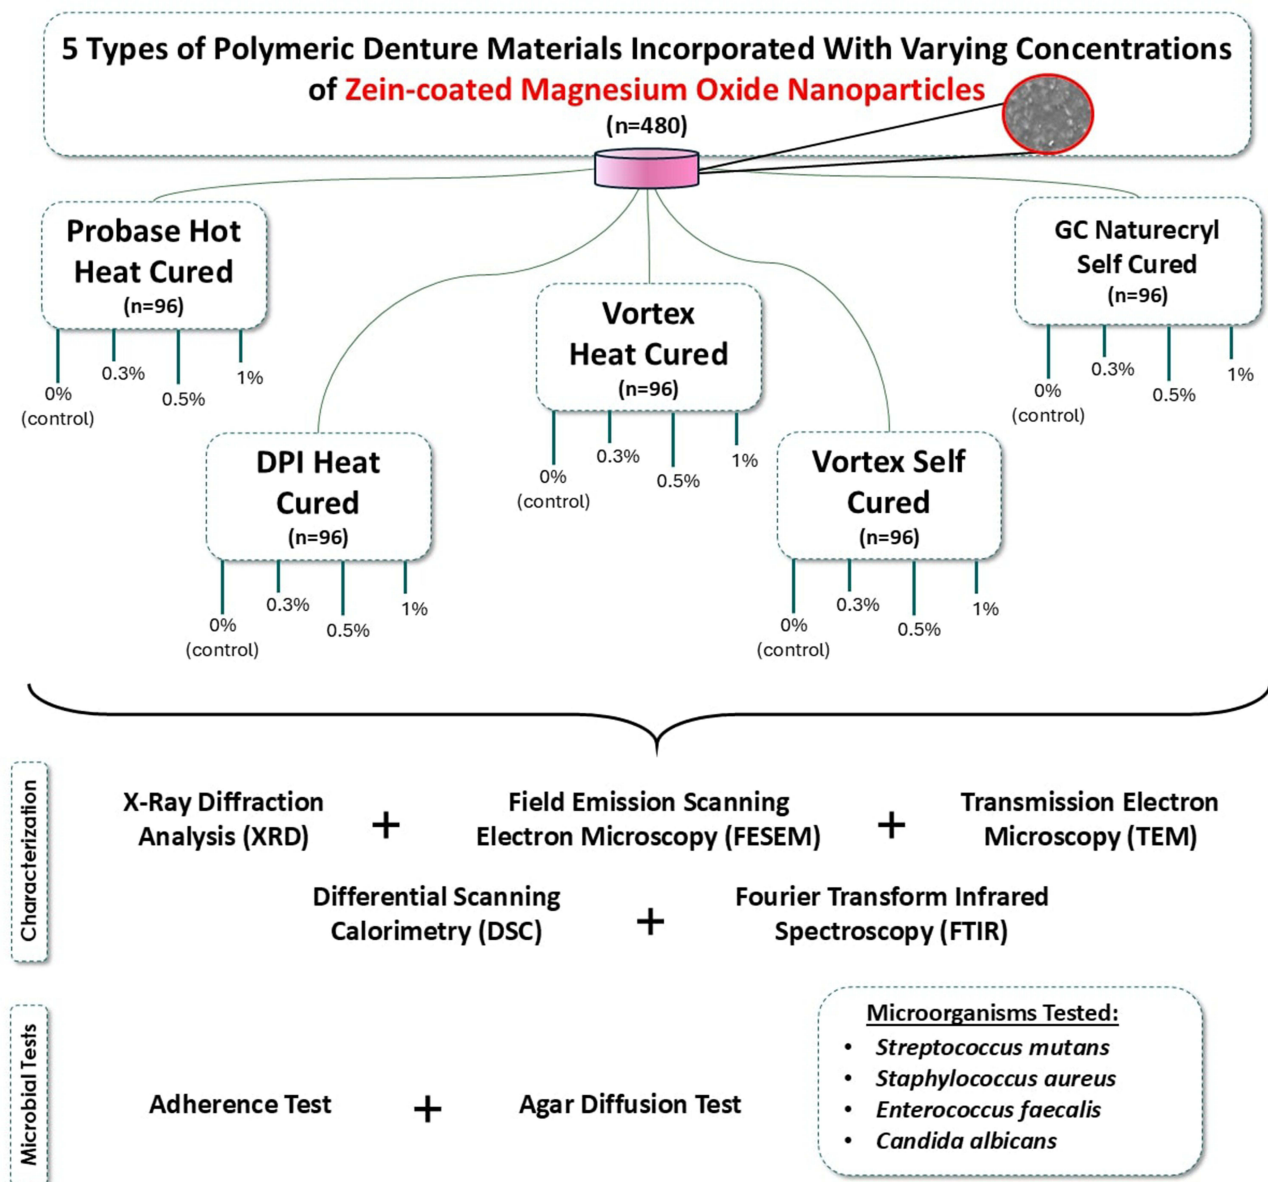 5 Types of Polymeric Denture Materials Incorporated With Varying Concentrations
of Zein-coated Magnesium Oxide Nanoparticles
(n=480)
Probase Hot
Heat Cured
(n=96)
0%
(control)
0.3%
0.5%
1%
DPI Heat
Cured
(n=96)
0%
(control)
0.3%
0.5%
1%
Vortex
Heat Cured
(n=96)
0%
(control)
0.3%
0.5%
1%
Vortex Self
Cured
(n=96)
0%
(control)
0.3%
0.5%
1%
GC Naturecryl
Self Cured
(n=96)
0%
(control)
0.3%
0.5%
1%
Characterization
X-Ray Diffraction
Analysis (XRD)
+
Field Emission Scanning
Electron Microscopy (FESEM)
+
Transmission Electron
Microscopy (TEM)
Differential Scanning
Calorimetry (DSC)
+
Fourier Transform Infrared
Spectroscopy (FTIR)
Microbial Tests
Adherence Test
+
Agar Diffusion Test
Microorganisms Tested:
• Streptococcus mutans
• Staphylococcus aureus
• Enterococcus faecalis
• Candida albicans